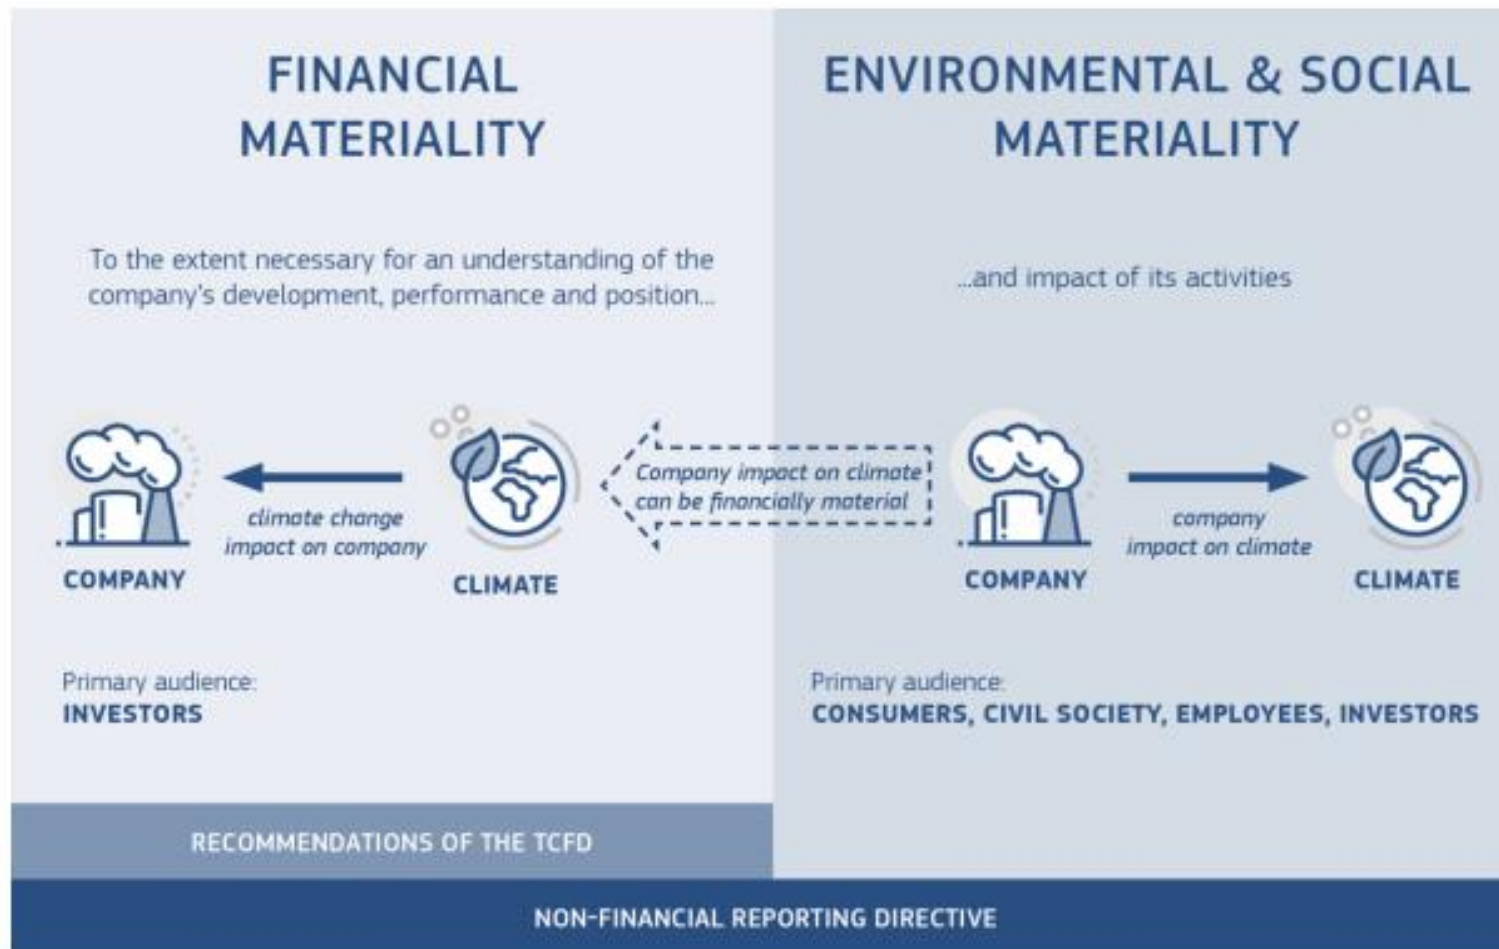 FINANCIAL
MATERIALITY
To the extent necessary for an understanding of the
company's development, performance and position...
climate change
impact on company
COMPANY
CLIMATE
Company impact on climate
can be financially material
Primary audience:
INVESTORS
RECOMMENDATIONS OF THE TCFD
ENVIRONMENTAL & SOCIAL
MATERIALITY
...and impact of its activities
company
impact on climate
COMPANY
CLIMATE
Primary audience:
CONSUMERS, CIVIL SOCIETY, EMPLOYEES, INVESTORS
NON-FINANCIAL REPORTING DIRECTIVE